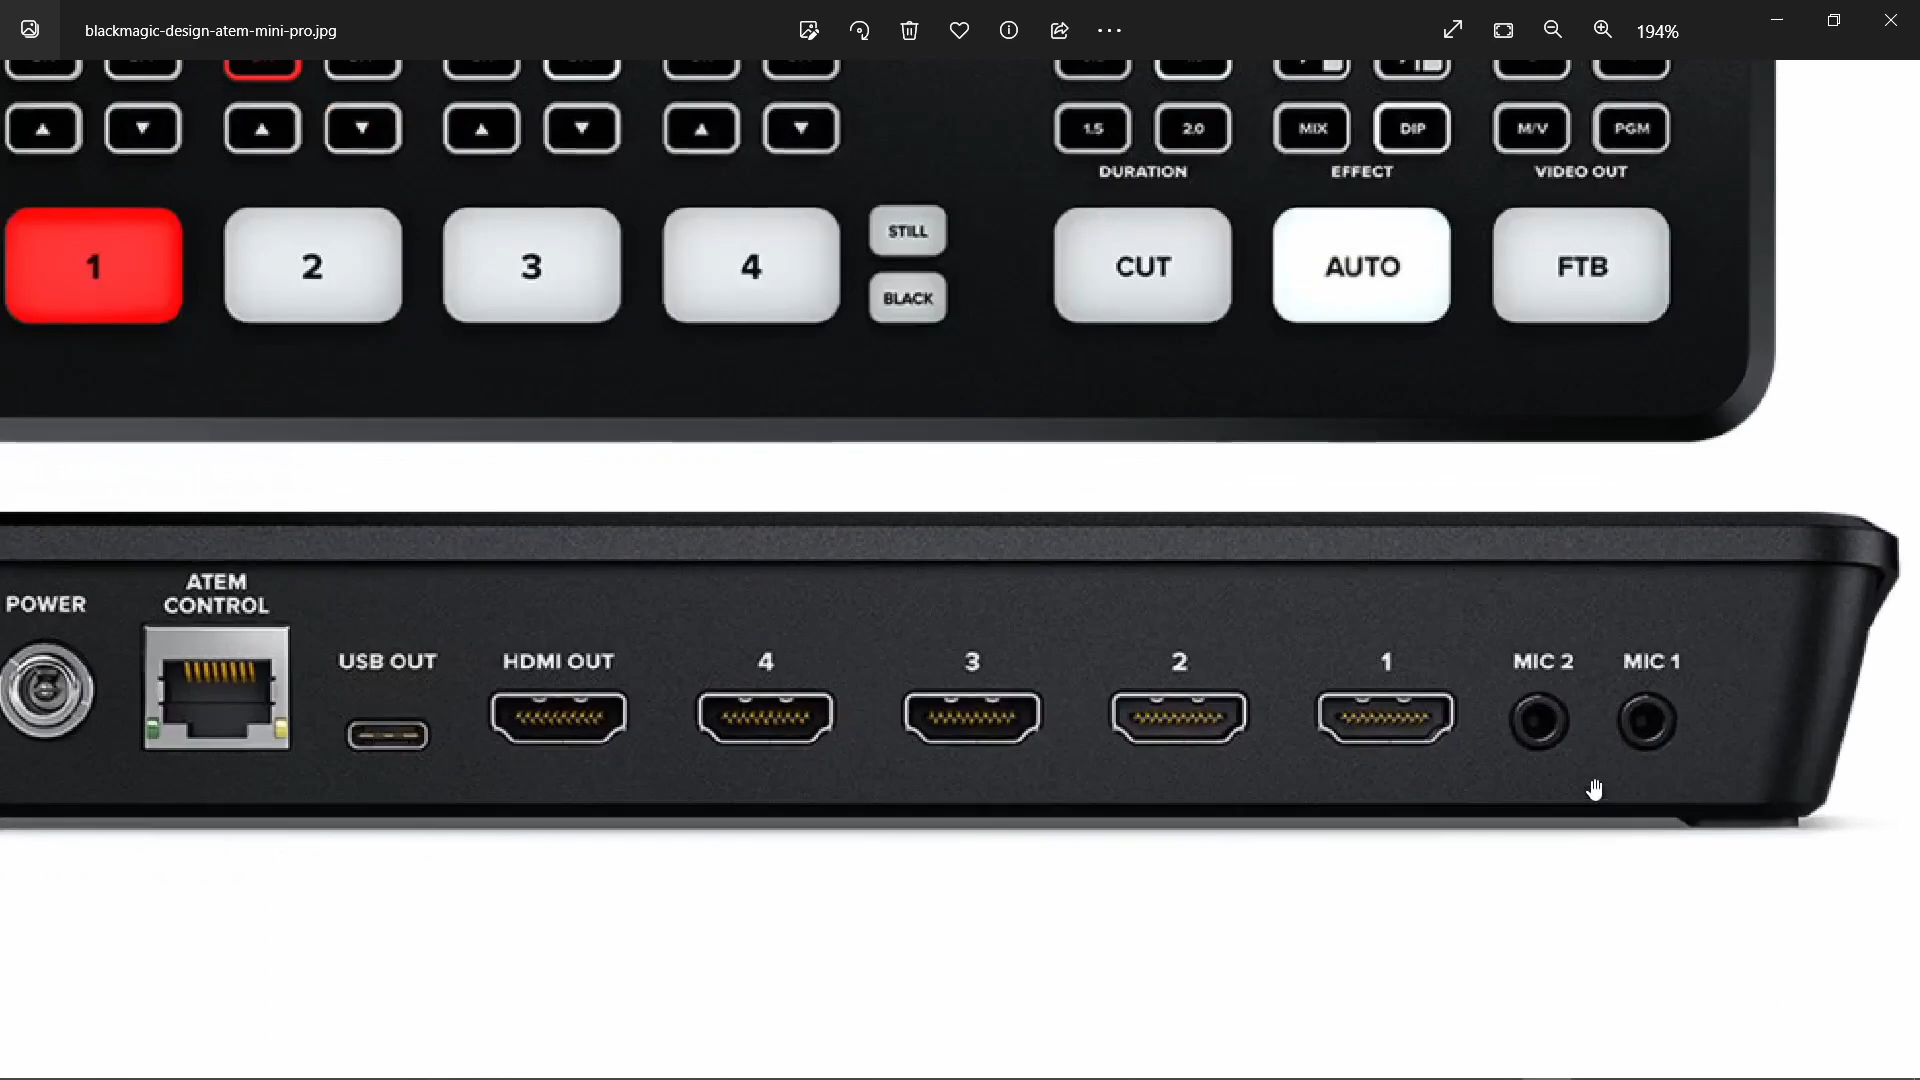 blackmagic-design-atem-mini-pro.jpg
194%
1.5 2.0 MIX DIP M/V PGM
DURATION EFFECT VIDEO OUT
1 2 3 4 STILL CUT AUTO FTB
BLACK
ATEM
POWER CONTROL
USB OUT HDMI OUT 4 3 2 1 MIC 2 MIC 1